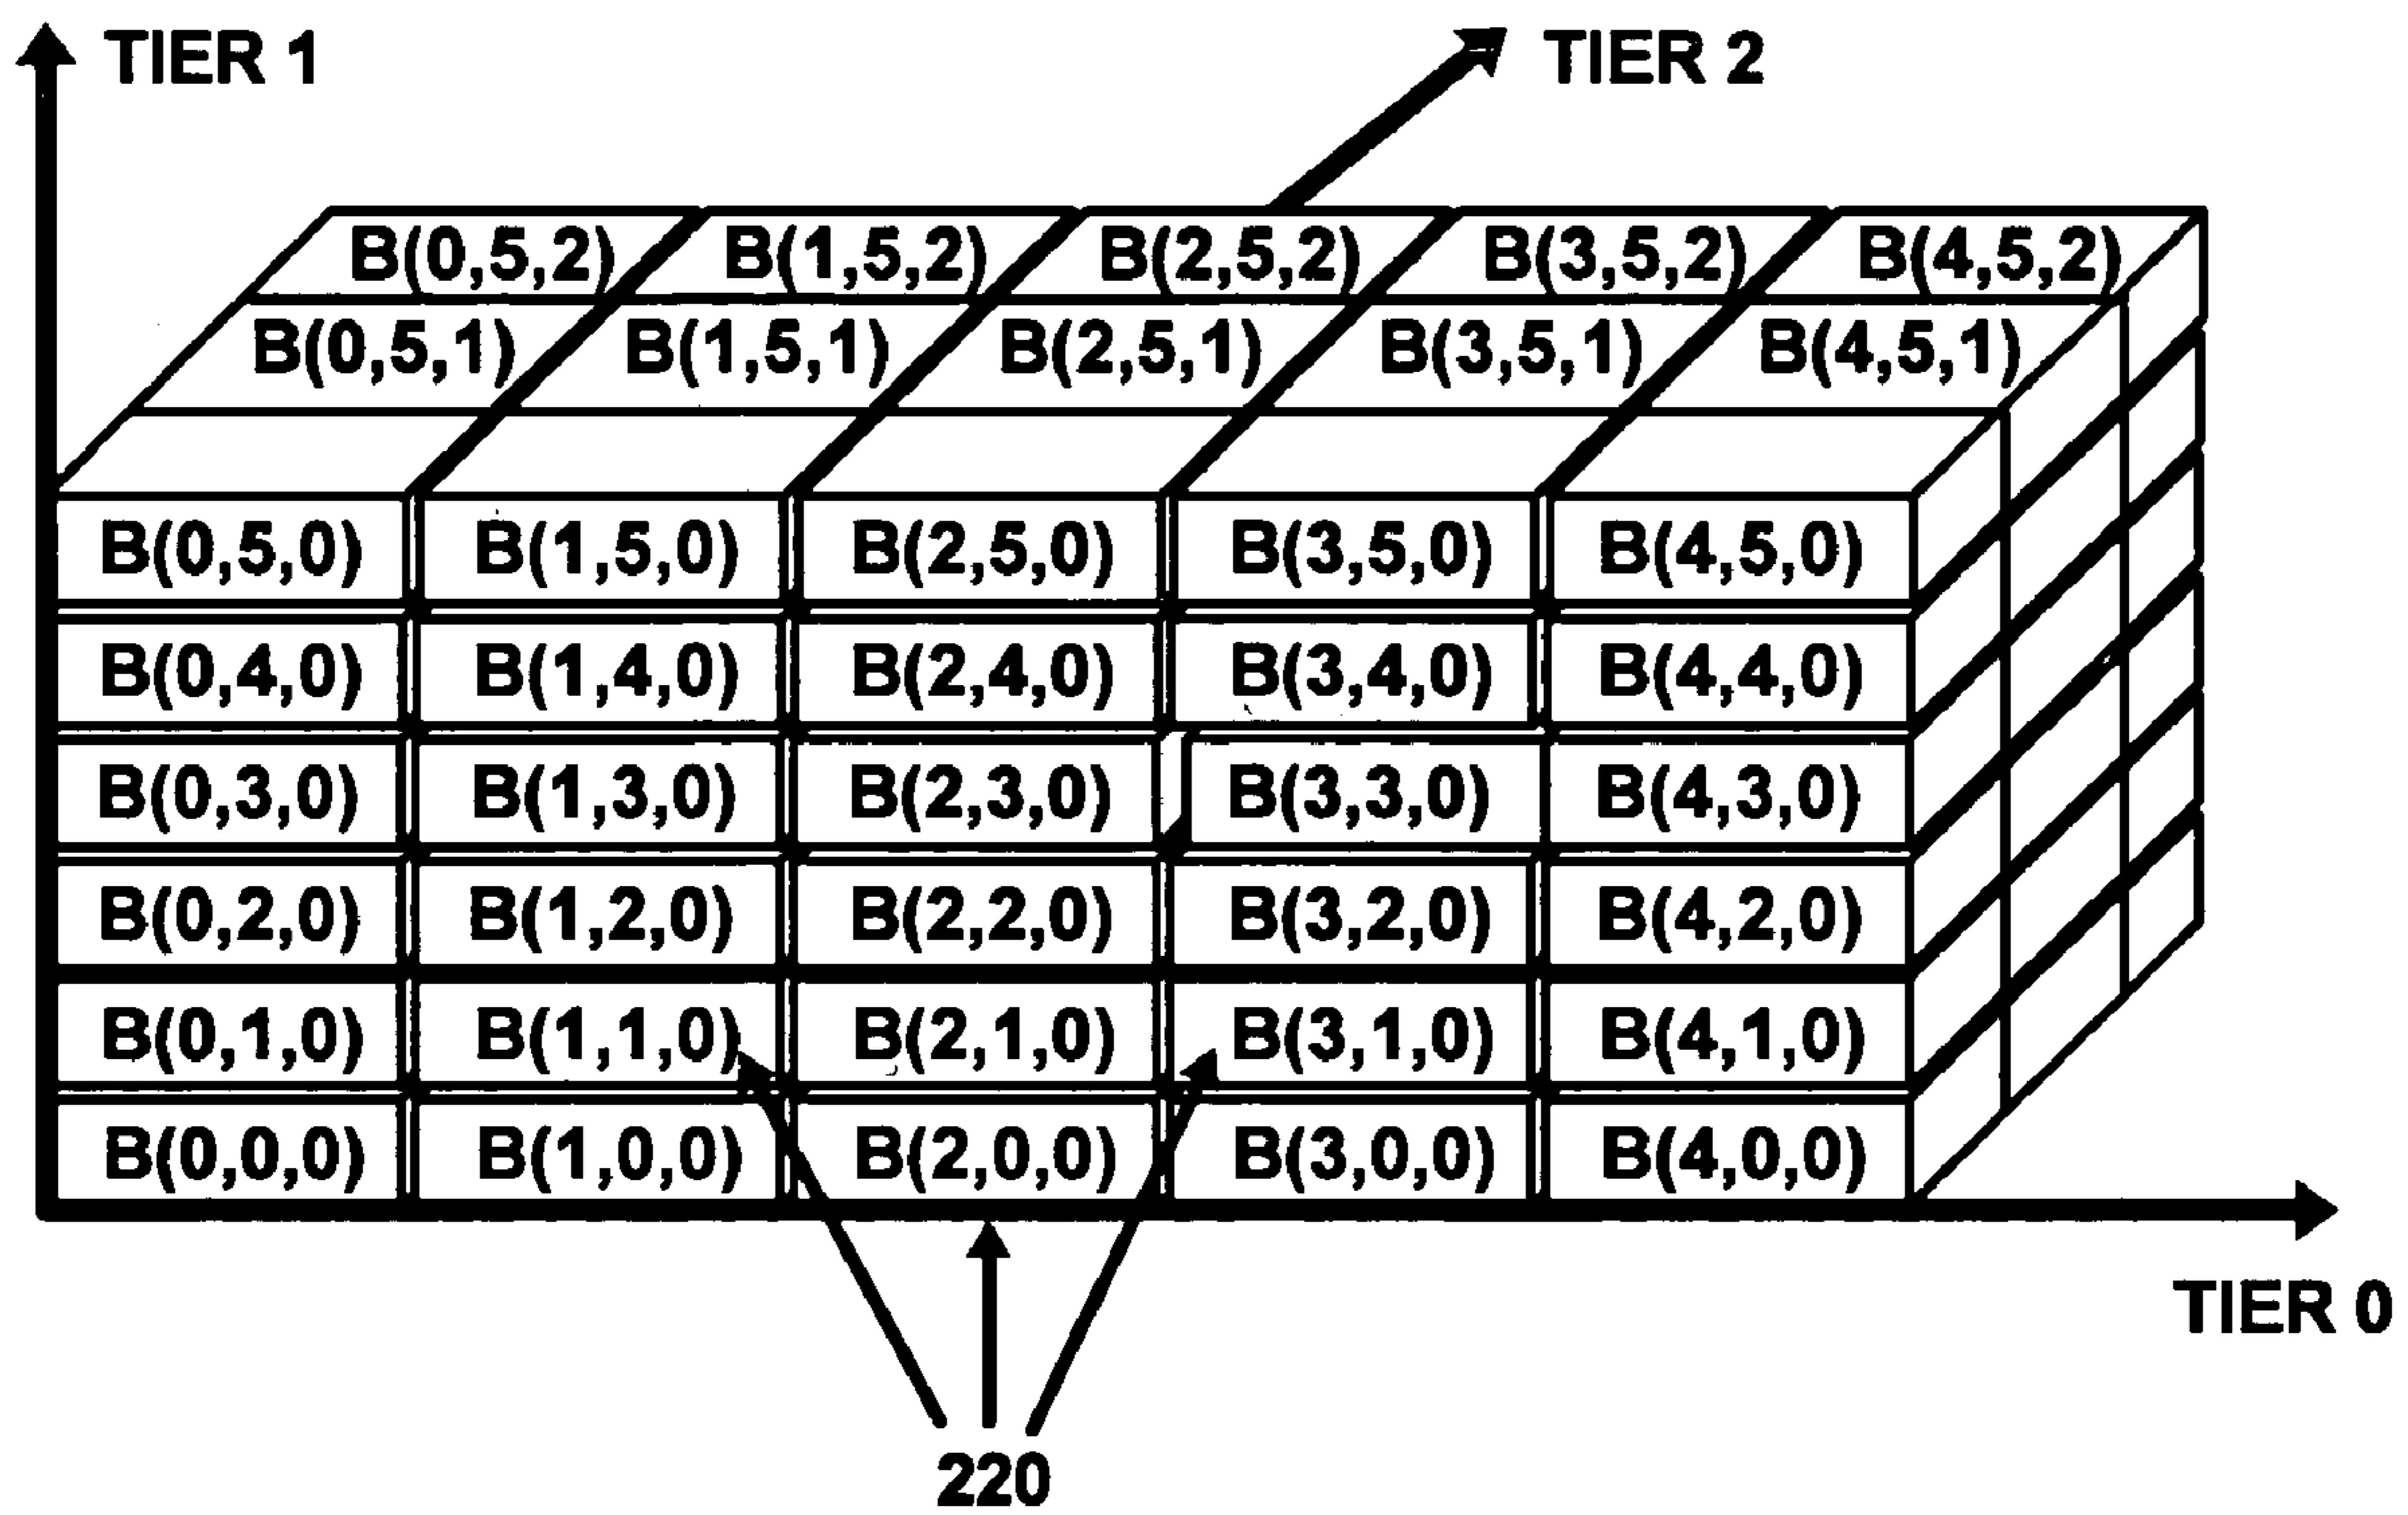 TIER 1 TIER 2
B(0,5,2) B(1,5,2) B(2,5,2) B(3,5,2) B(4,5,2)
B(0,5,1) B(1,5,1) B(2,5,1) B(3,5,1) B(4,5,1)
B(0,5,0) B(1,5,0) B(2,5,0) B(3,5,0) B(4,5,0)
B(0,4,0) B(1,4,0) B(2,4,0) B(3,4,0) B(4,4,0)
B(0,3,0) B(1,3,0) B(2,3,0) B(3,3,0) B(4,3,0)
B(0,2,0) B(1,2,0) B(2,2,0) B(3,2,0) B(4,2,0)
B(0,1,0) B(1,1,0) B(2,1,0) B(3,1,0) B(4,1,0)
B(0,0,0) B(1,0,0) B(2,0,0) B(3,0,0) B(4,0,0)
TIER 0
220